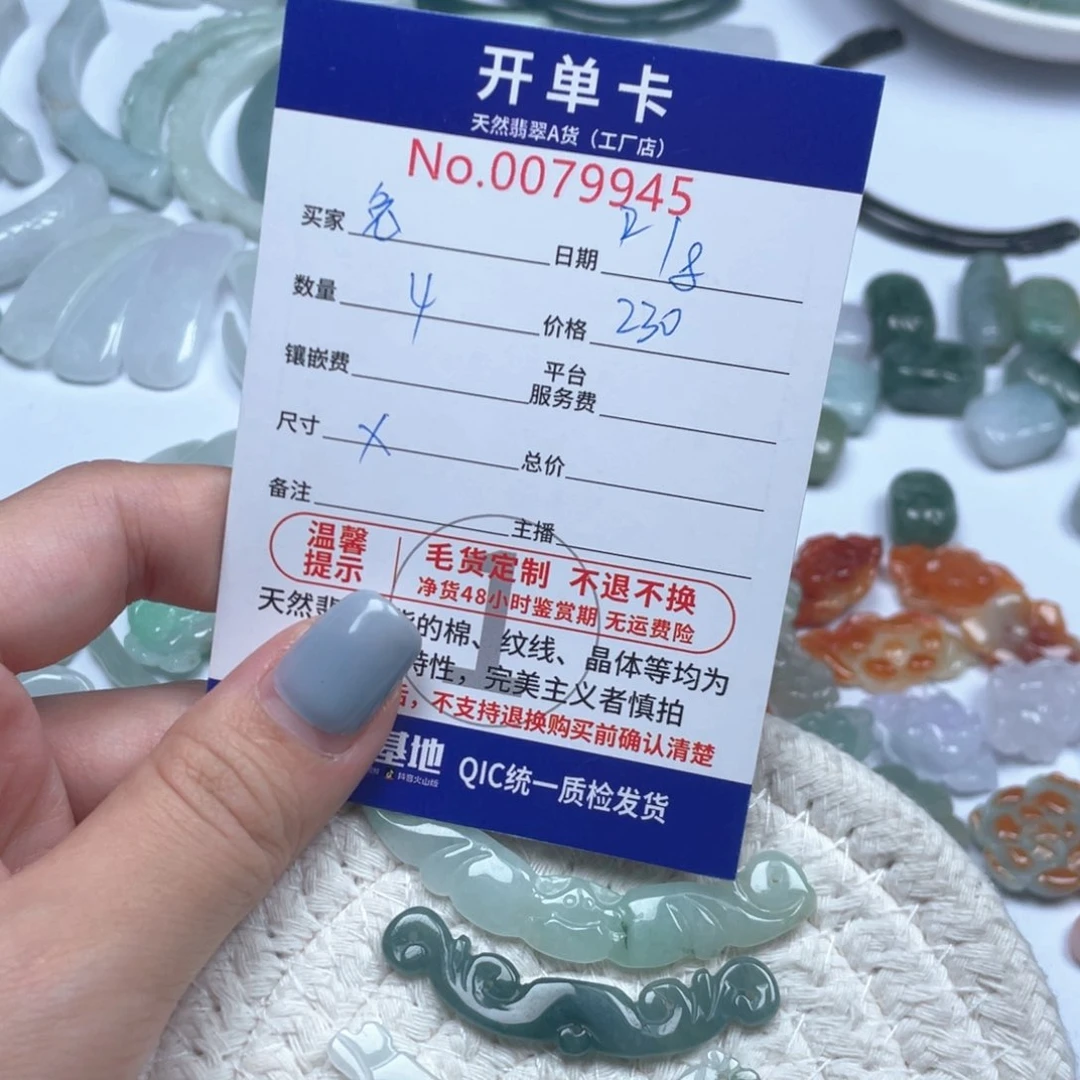 开单卡
天然翡翠A货（工厂店）
No.0079945
买家 兔 日期 2/8
数量 4 价格 230
镶嵌费 平台服务费
尺寸 X 总价
备注 主播
温馨提示 毛货定制 不退不换
净货48小时鉴赏期 无运费险
天然翡 的棉、纹线、晶体等均为
特性，完美主义者慎拍
后，不支持退换购买前确认清楚
基地 QIC统一质检发货